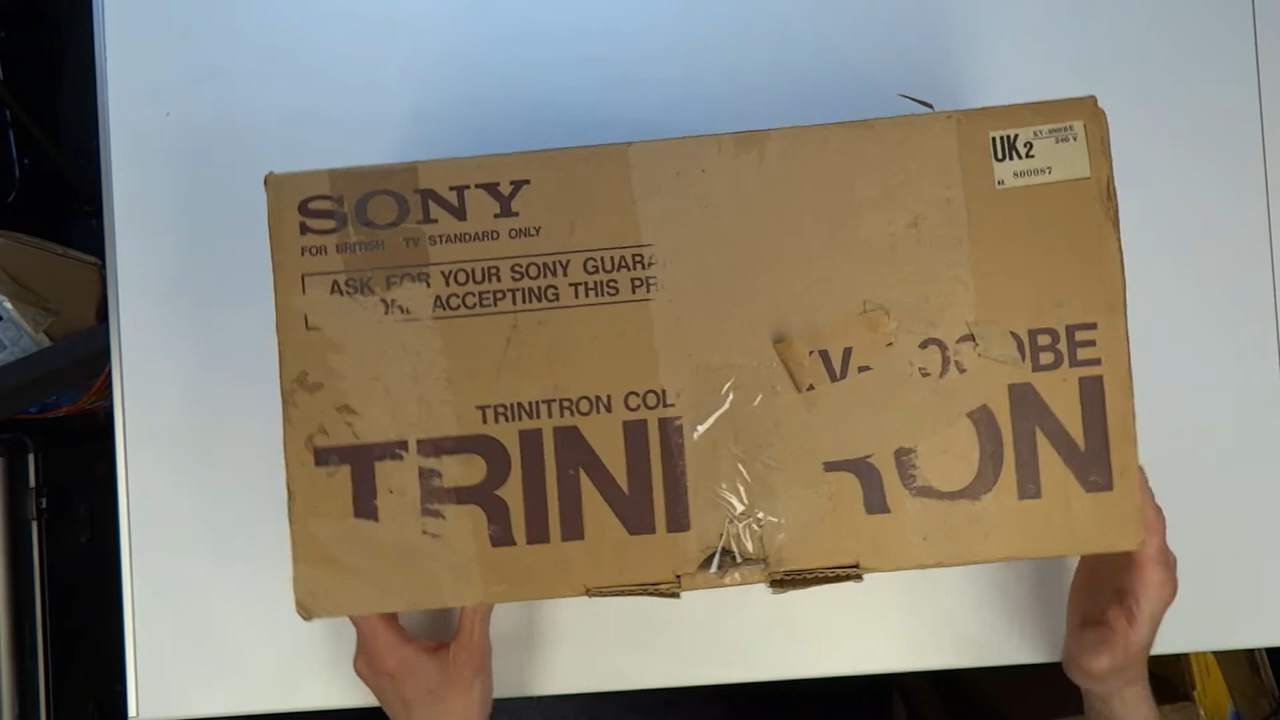 SONY
FOR BRITISH TV STANDARD ONLY
ASK FOR YOUR SONY GUARA
ACCEPTING THIS PR
UK2
240 V
800087
TRINITRON COL
TRINI ON